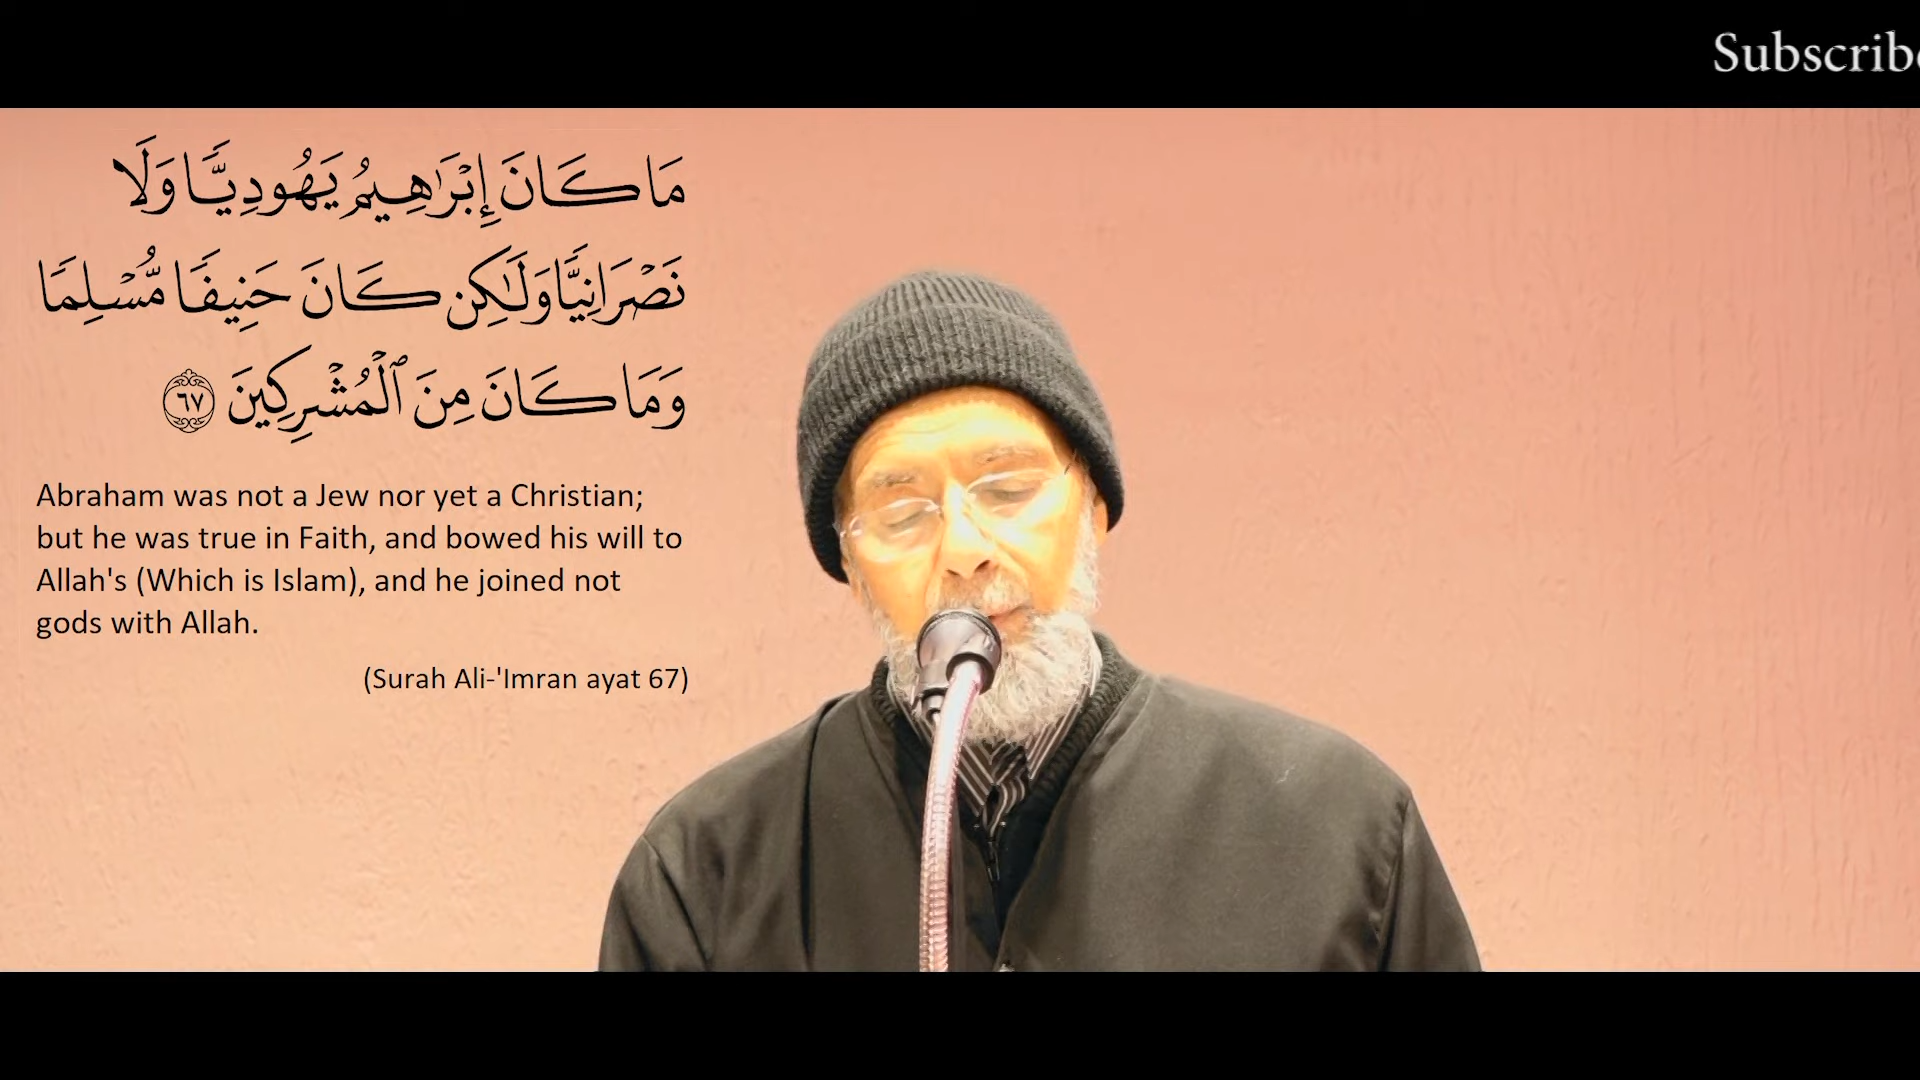 Subscribe
مَا كَانَ إِبْرَٰهِيمُ يَهُودِيًّا وَلَا
نَصْرَانِيًّا وَلَٰكِن كَانَ حَنِيفًا مُّسْلِمًا
وَمَا كَانَ مِنَ ٱلْمُشْرِكِينَ ٦٧
Abraham was not a Jew nor yet a Christian;
but he was true in Faith, and bowed his will to
Allah's (Which is Islam), and he joined not
gods with Allah.
(Surah Ali-'Imran ayat 67)